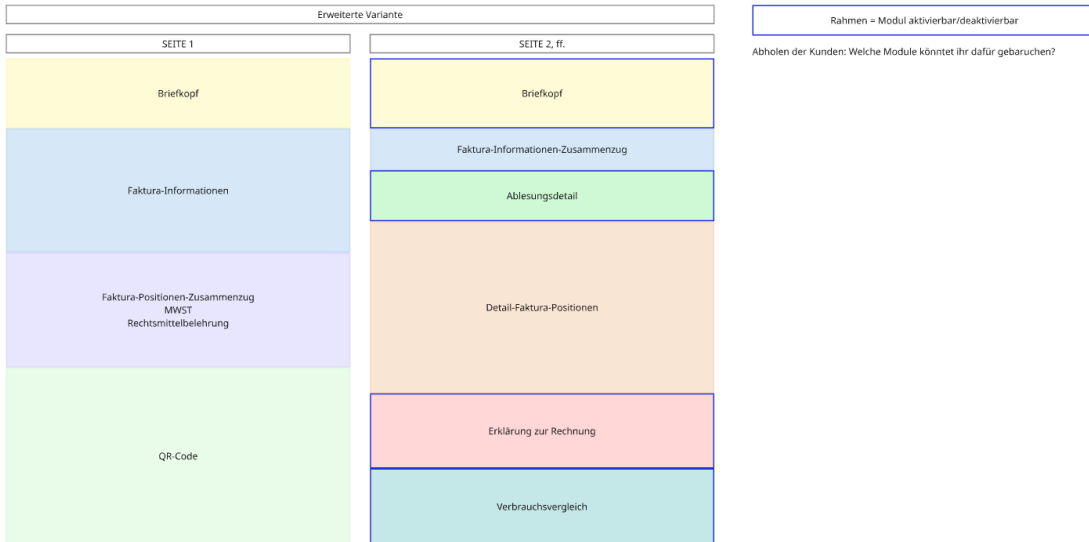 Erweiterte Variante
Rahmen = Modul aktivierbar/deaktivierbar
SEITE 1
SEITE 2, ff.
Abholen der Kunden: Welche Module könntet ihr dafür gebaruchen?
Briefkopf
Faktura-Informationen
Faktura-Positionen-Zusammenzug
MWST
Rechtsmittelbelehrung
QR-Code
Briefkopf
Faktura-Informationen-Zusammenzug
Ablesungsdetail
Detail-Faktura-Positionen
Erklärung zur Rechnung
Verbrauchsvergleich